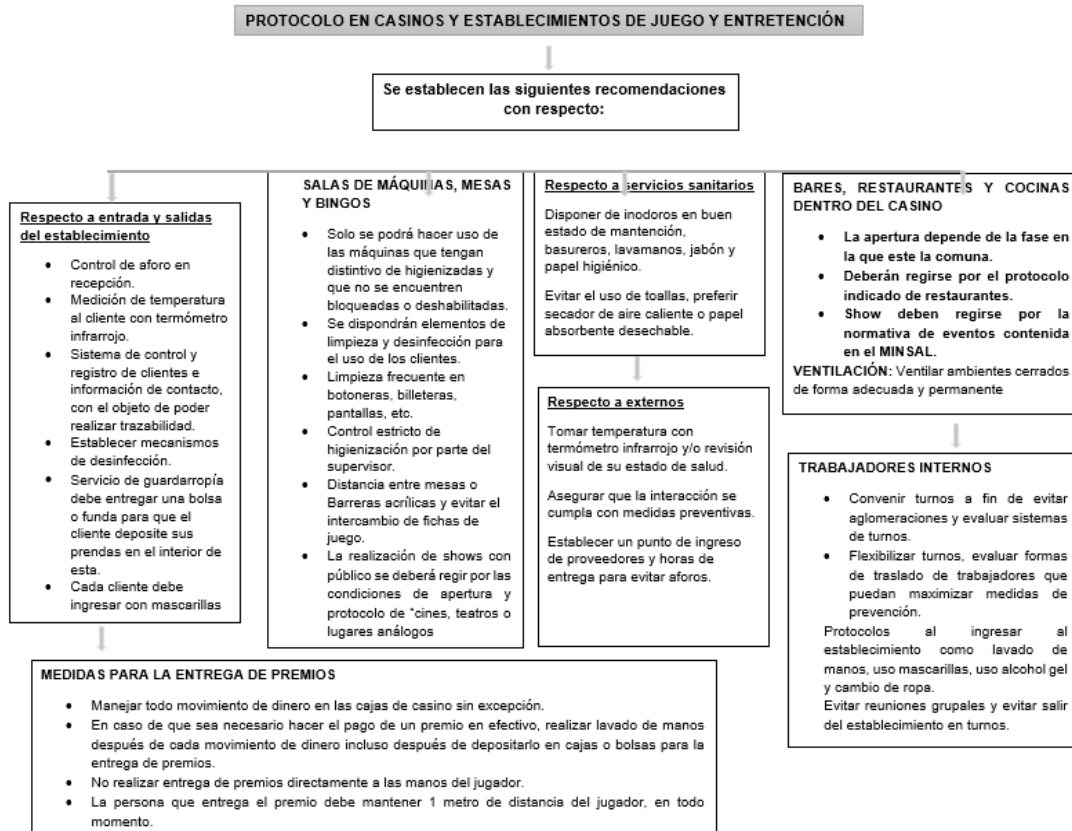 PROTOCOLO EN CASINOS Y ESTABLECIMIENTOS DE JUEGO Y ENTRETENCIÓN
Se establecen las siguientes recomendaciones
con respecto:
Respecto a entrada y salidas
del establecimiento
• Control de aforo en
recepción.
• Medición de temperatura
al cliente con termómetro
infrarrojo.
• Sistema de control y
registro de clientes e
información de contacto,
con el objeto de poder
realizar trazabilidad.
• Establecer mecanismos
de desinfección.
• Servicio de guardarropía
debe entregar una bolsa
o funda para que el
cliente deposite sus
prendas en el interior de
esta.
• Cada cliente debe
ingresar con mascarillas
SALAS DE MÁQUINAS, MESAS
Y BINGOS
• Solo se podrá hacer uso de
las máquinas que tengan
distintivo de higienizadas y
que no se encuentren
bloqueadas o deshabilitadas.
• Se dispondrán elementos de
limpieza y desinfección para
el uso de los clientes.
• Limpieza frecuente en
botoneras, billeteras,
pantallas, etc.
• Control estricto de
higienización por parte del
supervisor.
• Distancia entre mesas o
Barreras acrílicas y evitar el
intercambio de fichas de
juego.
• La realización de shows con
público se deberá regir por las
condiciones de apertura y
protocolo de "cines, teatros o
lugares análogos
Respecto a servicios sanitarios
Disponer de inodoros en buen
estado de mantención,
basureros, lavamanos, jabón y
papel higiénico.
Evitar el uso de toallas, preferir
secador de aire caliente o papel
absorbente desechable.
Respecto a externos
Tomar temperatura con
termómetro infrarrojo y/o revisión
visual de su estado de salud.
Asegurar que la interacción se
cumpla con medidas preventivas.
Establecer un punto de ingreso
de proveedores y horas de
entrega para evitar aforos.
BARES, RESTAURANTES Y COCINAS
DENTRO DEL CASINO
• La apertura depende de la fase en
la que este la comuna.
• Deberán regirse por el protocolo
indicado de restaurantes.
• Show deben regirse por la
normativa de eventos contenida
en el MINSAL.
VENTILACIÓN: Ventilar ambientes cerrados
de forma adecuada y permanente
TRABAJADORES INTERNOS
• Convenir turnos a fin de evitar
aglomeraciones y evaluar sistemas
de turnos.
• Flexibilizar turnos, evaluar formas
de traslado de trabajadores que
puedan maximizar medidas de
prevención.
Protocolos al ingresar al
establecimiento como lavado de
manos, uso mascarillas, uso alcohol gel
y cambio de ropa.
Evitar reuniones grupales y evitar salir
del establecimiento en turnos.
MEDIDAS PARA LA ENTREGA DE PREMIOS
• Manejar todo movimiento de dinero en las cajas de casino sin excepción.
• En caso de que sea necesario hacer el pago de un premio en efectivo, realizar lavado de manos
después de cada movimiento de dinero incluso después de depositarlo en cajas o bolsas para la
entrega de premios.
• No realizar entrega de premios directamente a las manos del jugador.
• La persona que entrega el premio debe mantener 1 metro de distancia del jugador, en todo
momento.